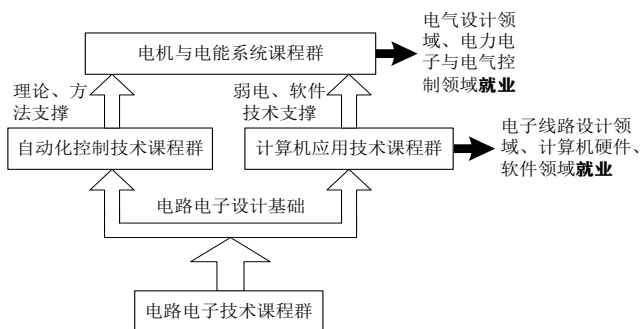 电气设计领
域、电力电
子与电气控
制领域就业
电机与电能系统课程群
理论、方
法支撑
弱电、软件
技术支撑
电子线路设计领
域、计算机硬件、
软件领域就业
自动化控制技术课程群
计算机应用技术课程群
电路电子设计基础
电路电子技术课程群